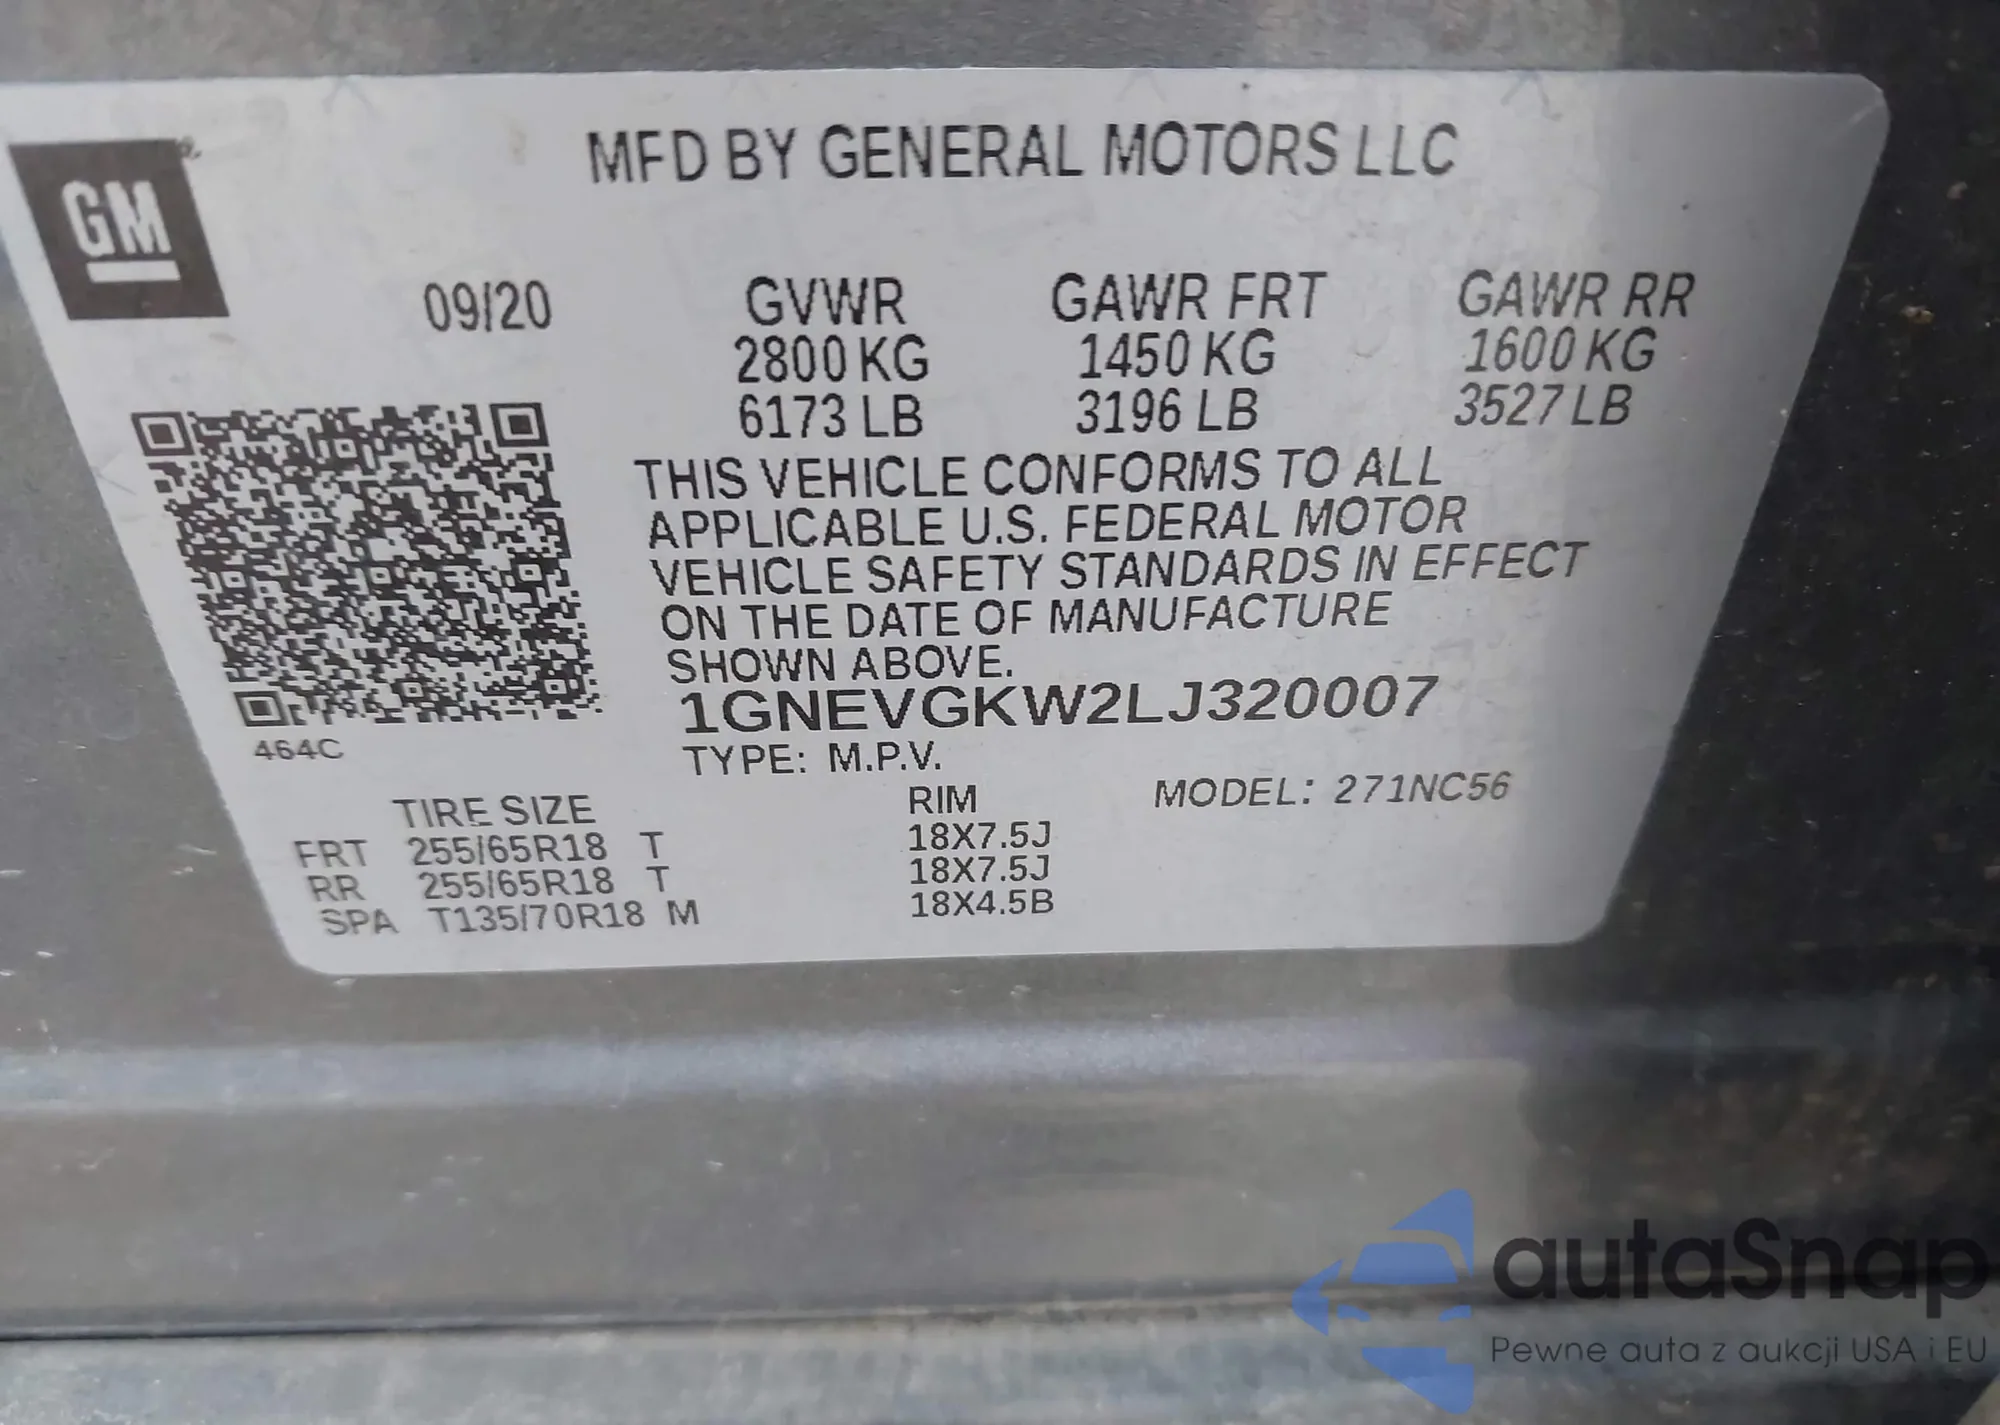 MFD BY GENERAL MOTORS LLC
GM
09/20 GVWR GAWR FRT GAWR RR
2800 KG 1450 KG 1600 KG
6173 LB 3196 LB 3527 LB
THIS VEHICLE CONFORMS TO ALL
APPLICABLE U.S. FEDERAL MOTOR
VEHICLE SAFETY STANDARDS IN EFFECT
ON THE DATE OF MANUFACTURE
SHOWN ABOVE.
1GNEVGKW2LJ320007
464C
TYPE: M.P.V.
MODEL: 271NC56
TIRE SIZE RIM
FRT 255/65R18 T 18X7.5J
RR 255/65R18 T 18X7.5J
SPA T135/70R18 M 18X4.5B
autaSnap
Pewne auta z aukcji USA i EU